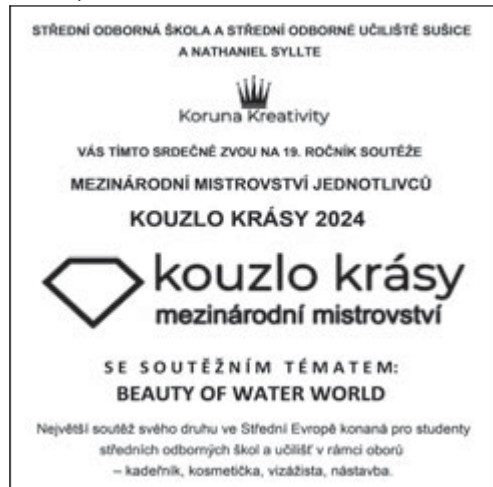 STŘEDNÍ ODBORNÁ ŠKOLA A STŘEDNÍ ODBORNÉ UČILIŠTĚ SUŠICE
A NATHANIEL SYLLTE
Koruna Kreativity
VÁS TÍMTO SRDEČNĚ ZVOU NA 19. ROČNÍK SOUTĚŽE
MEZINÁRODNÍ MISTROVSTVÍ JEDNOTLIVCŮ
KOUZLO KRÁSY 2024
kouzlo krásy
mezinárodní mistrovství
SE SOUTĚŽNÍM TÉMATEM:
BEAUTY OF WATER WORLD
Největší soutěž svého druhu ve Střední Evropě konaná pro studenty
středních odborných škol a učilišť v rámci oborů
– kadeřník, kosmetička, vizážista, nástavba.